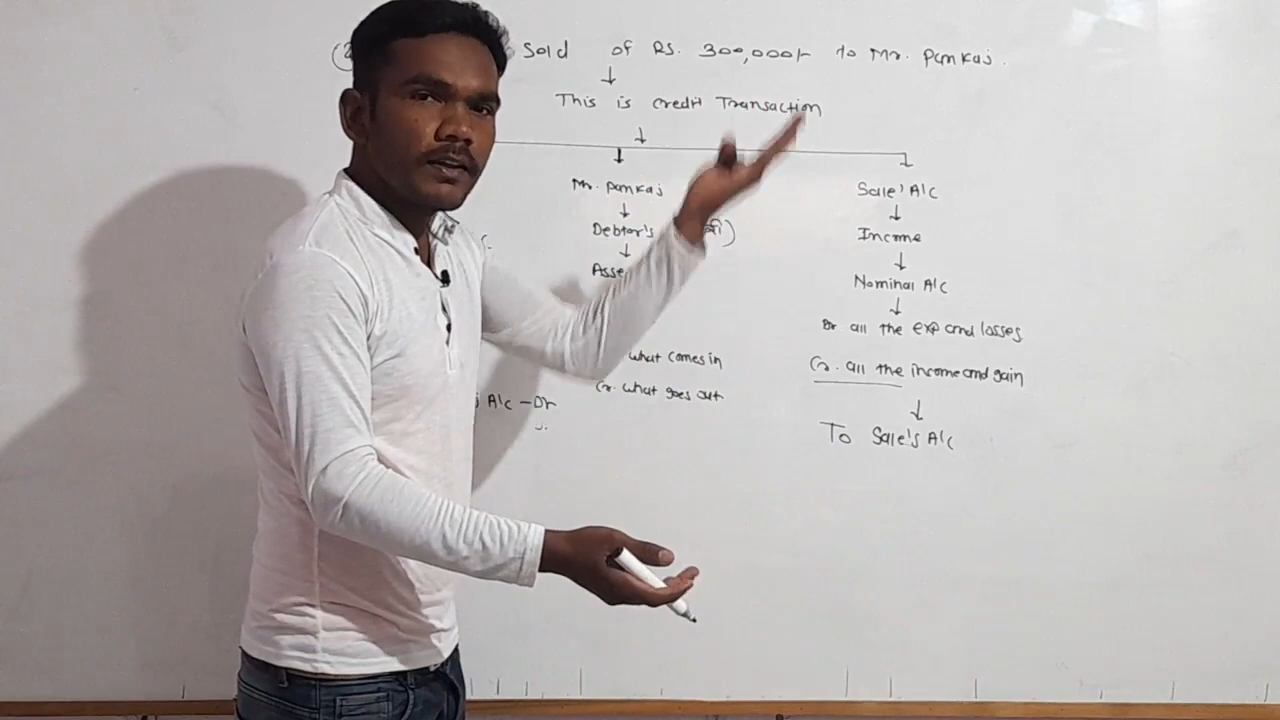 Sold of Rs. 300,000/- to Mr. Pankaj.
This is credit Transaction
Mr. Pankaj
Debtor's
Asse
what comes in
Cr. what goes out
A/c - Dr
Sale's A/c
Income
Nominal A/c
Dr all the exp and losses
Cr. all the income and gain
To Sale's A/c